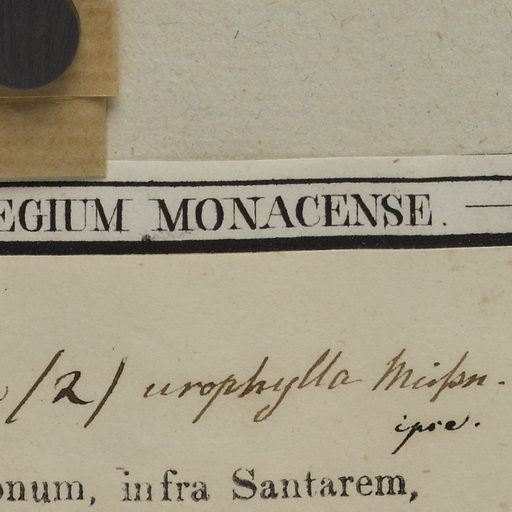 EGIUM MONACENSE.
(2) urophylla Meißn.
ipse.
onum, infra Santarem,